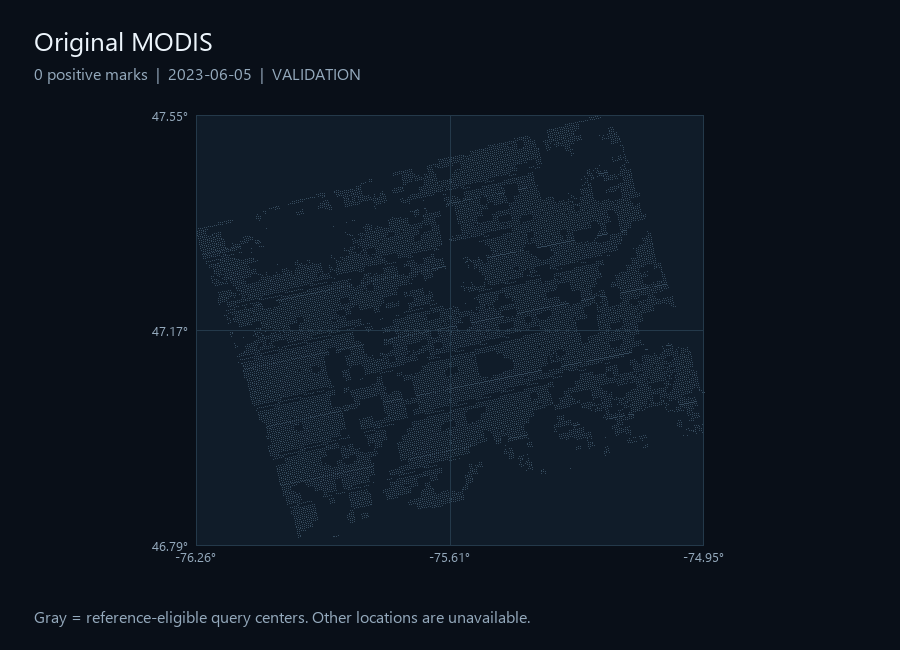 Original MODIS
0 positive marks | 2023-06-05 | VALIDATION
47.55°
47.17°
46.79°
-76.26°
-75.61°
-74.95°
Gray = reference-eligible query centers. Other locations are unavailable.